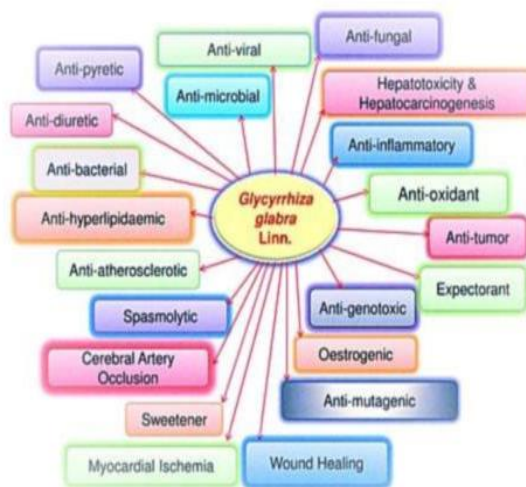 Anti-viral
Anti-fungal
Anti-pyretic
Anti-microbial
Hepatotoxicity &
Hepatocarcinogenesis
Anti-diuretic
Anti-inflammatory
Anti-bacterial
Anti-oxidant
Glycyrrhiza
glabra
Linn.
Anti-hyperlipidaemic
Anti-tumor
Anti-atherosclerotic
Expectorant
Spasmolytic
Anti-genotoxic
Cerebral Artery
Occlusion
Oestrogenic
Anti-mutagenic
Sweetener
Myocardial Ischemia
Wound Healing